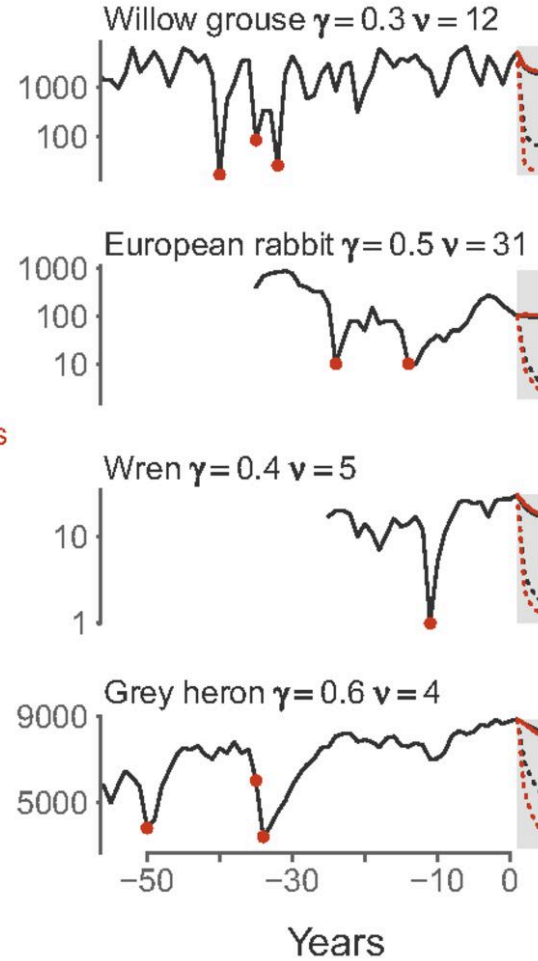 Willow grouse γ= 0.3 ν = 12
1000
100
European rabbit γ= 0.5 ν = 31
1000
100
10
s
Wren γ= 0.4 ν = 5
10
1
Grey heron γ= 0.6 ν = 4
9000
5000
−50 −30 −10 0
Years